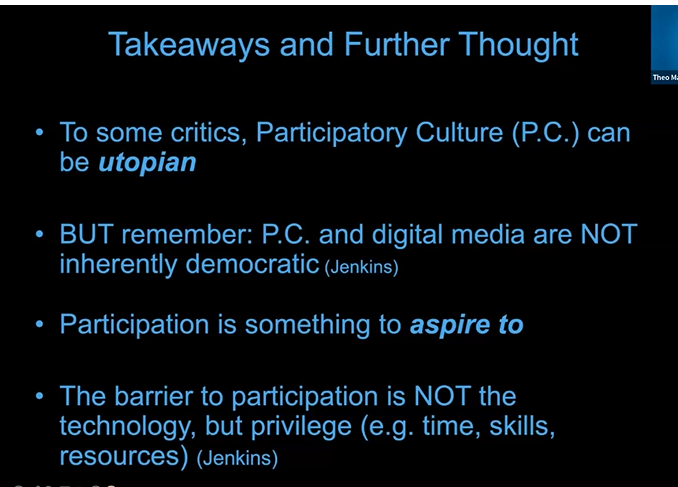 Takeaways and Further Thought
Theo Ma
• To some critics, Participatory Culture (P.C.) can
be utopian
• BUT remember: P.C. and digital media are NOT
inherently democratic (Jenkins)
• Participation is something to aspire to
• The barrier to participation is NOT the
technology, but privilege (e.g. time, skills,
resources) (Jenkins)